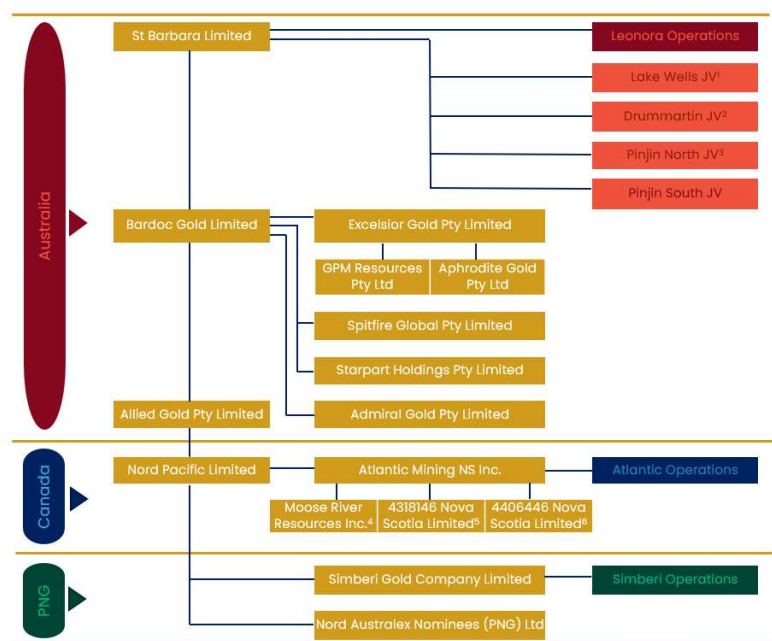 St Barbara Limited
Leonora Operations
Lake Wells JV¹
Drummartin JV²
Pinjin North JV³
Pinjin South JV
Australia
Bardoc Gold Limited
Excelsior Gold Pty Limited
GPM Resources
Pty Ltd
Aphrodite Gold
Pty Ltd
Spitfire Global Pty Limited
Starpart Holdings Pty Limited
Allied Gold Pty Limited
Admiral Gold Pty Limited
Canada
Nord Pacific Limited
Atlantic Mining NS Inc.
Atlantic Operations
Moose River
Resources Inc.⁴
4318146 Nova
Scotia Limited⁵
4406446 Nova
Scotia Limited⁶
PNG
Simberi Gold Company Limited
Simberi Operations
Nord Australex Nominees (PNG) Ltd